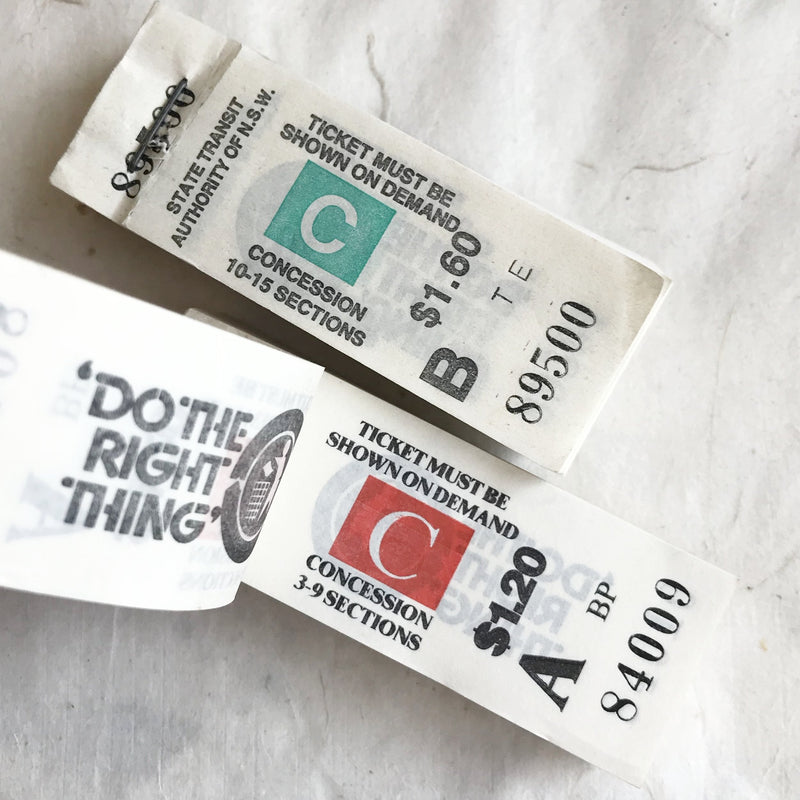 89500
STATE TRANSIT
AUTHORITY OF N.S.W.
TICKET MUST BE
SHOWN ON DEMAND
C
CONCESSION
10-15 SECTIONS
$1.60
B
T E
89500
'DO THE
RIGHT
THING'
TICKET MUST BE
SHOWN ON DEMAND
C
CONCESSION
3-9 SECTIONS
$1.20
A
BP
84009